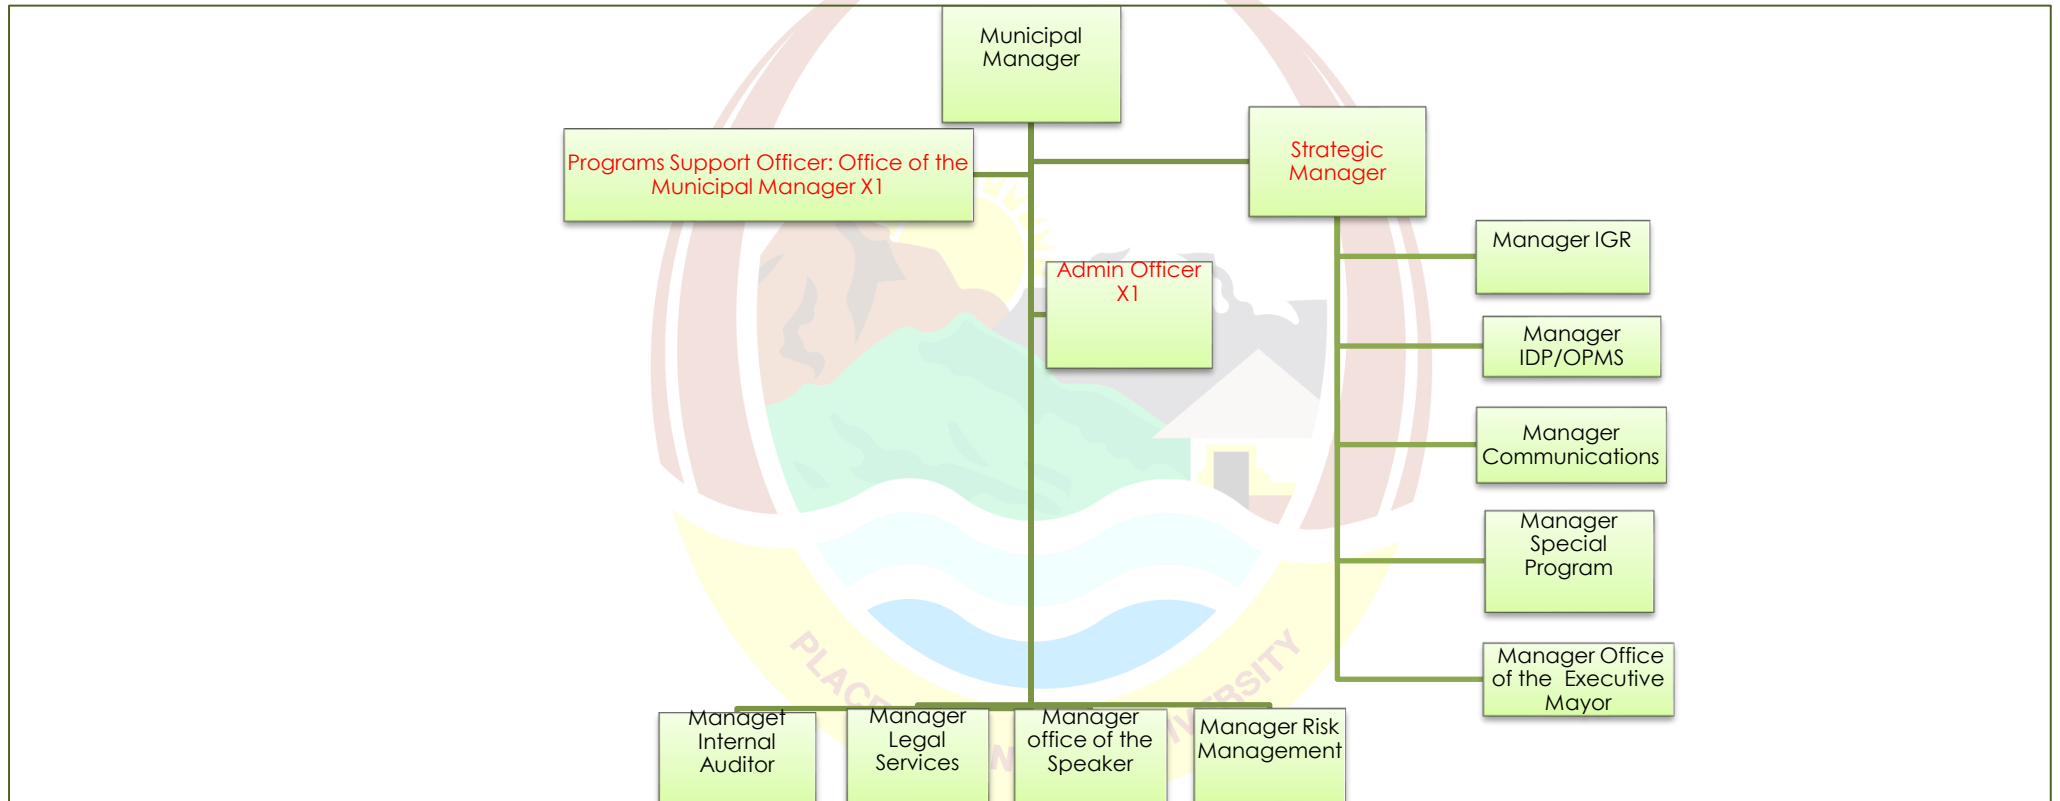 Municipal
Manager
Programs Support Officer: Office of the
Municipal Manager X1
Strategic
Manager
Admin Officer
X1
Manager IGR
Manager
IDP/OPMS
Manager
Communications
Manager
Special
Program
Manager Office
of the Executive
Mayor
Managet
Internal
Auditor
Manager
Legal
Services
Manager
office of the
Speaker
Manager Risk
Management